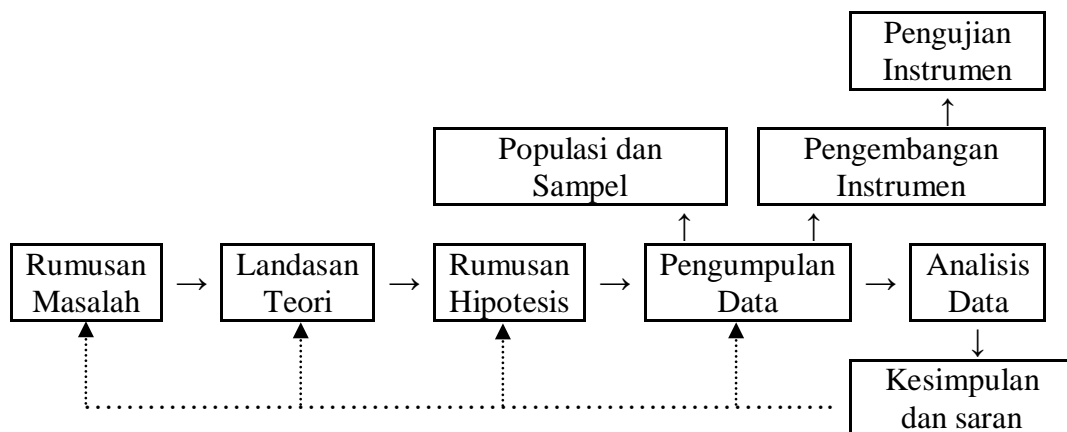 Pengujian
Instrumen
Populasi dan
Sampel
Pengembangan
Instrumen
Rumusan
Masalah
Landasan
Teori
Rumusan
Hipotesis
Pengumpulan
Data
Analisis
Data
Kesimpulan
dan saran